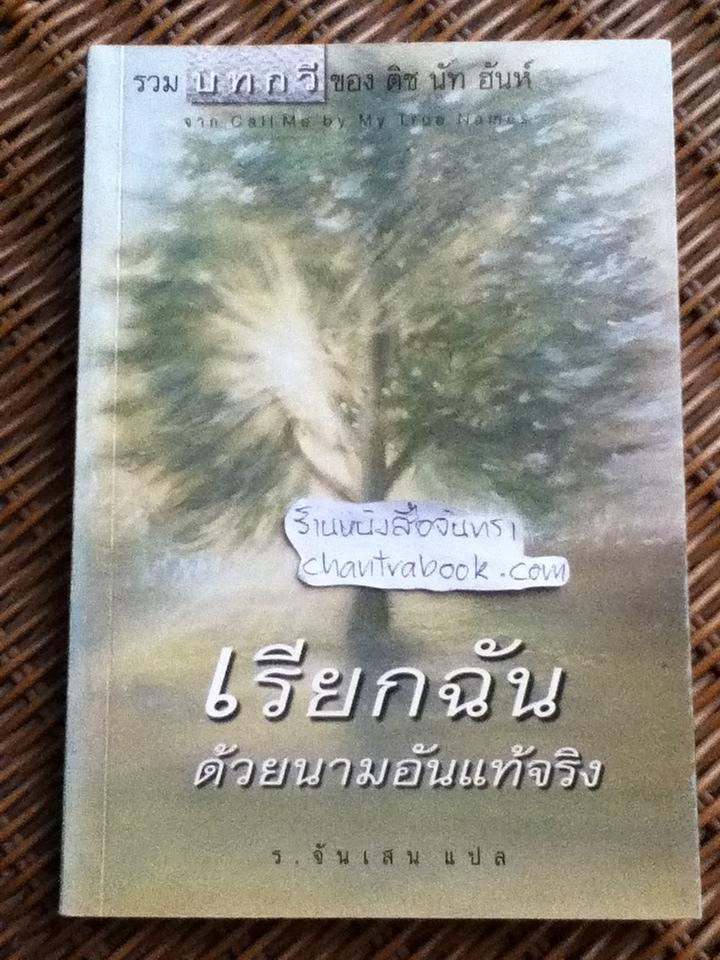 รวม บทกวี ของ ติช นัท ฮันห์
จาก Call Me by My True Names
ร้านหนังสือจันทรา
chantrabook.com
เรียกฉัน
ด้วยนามอันแท้จริง
ร. จันเสน แปล